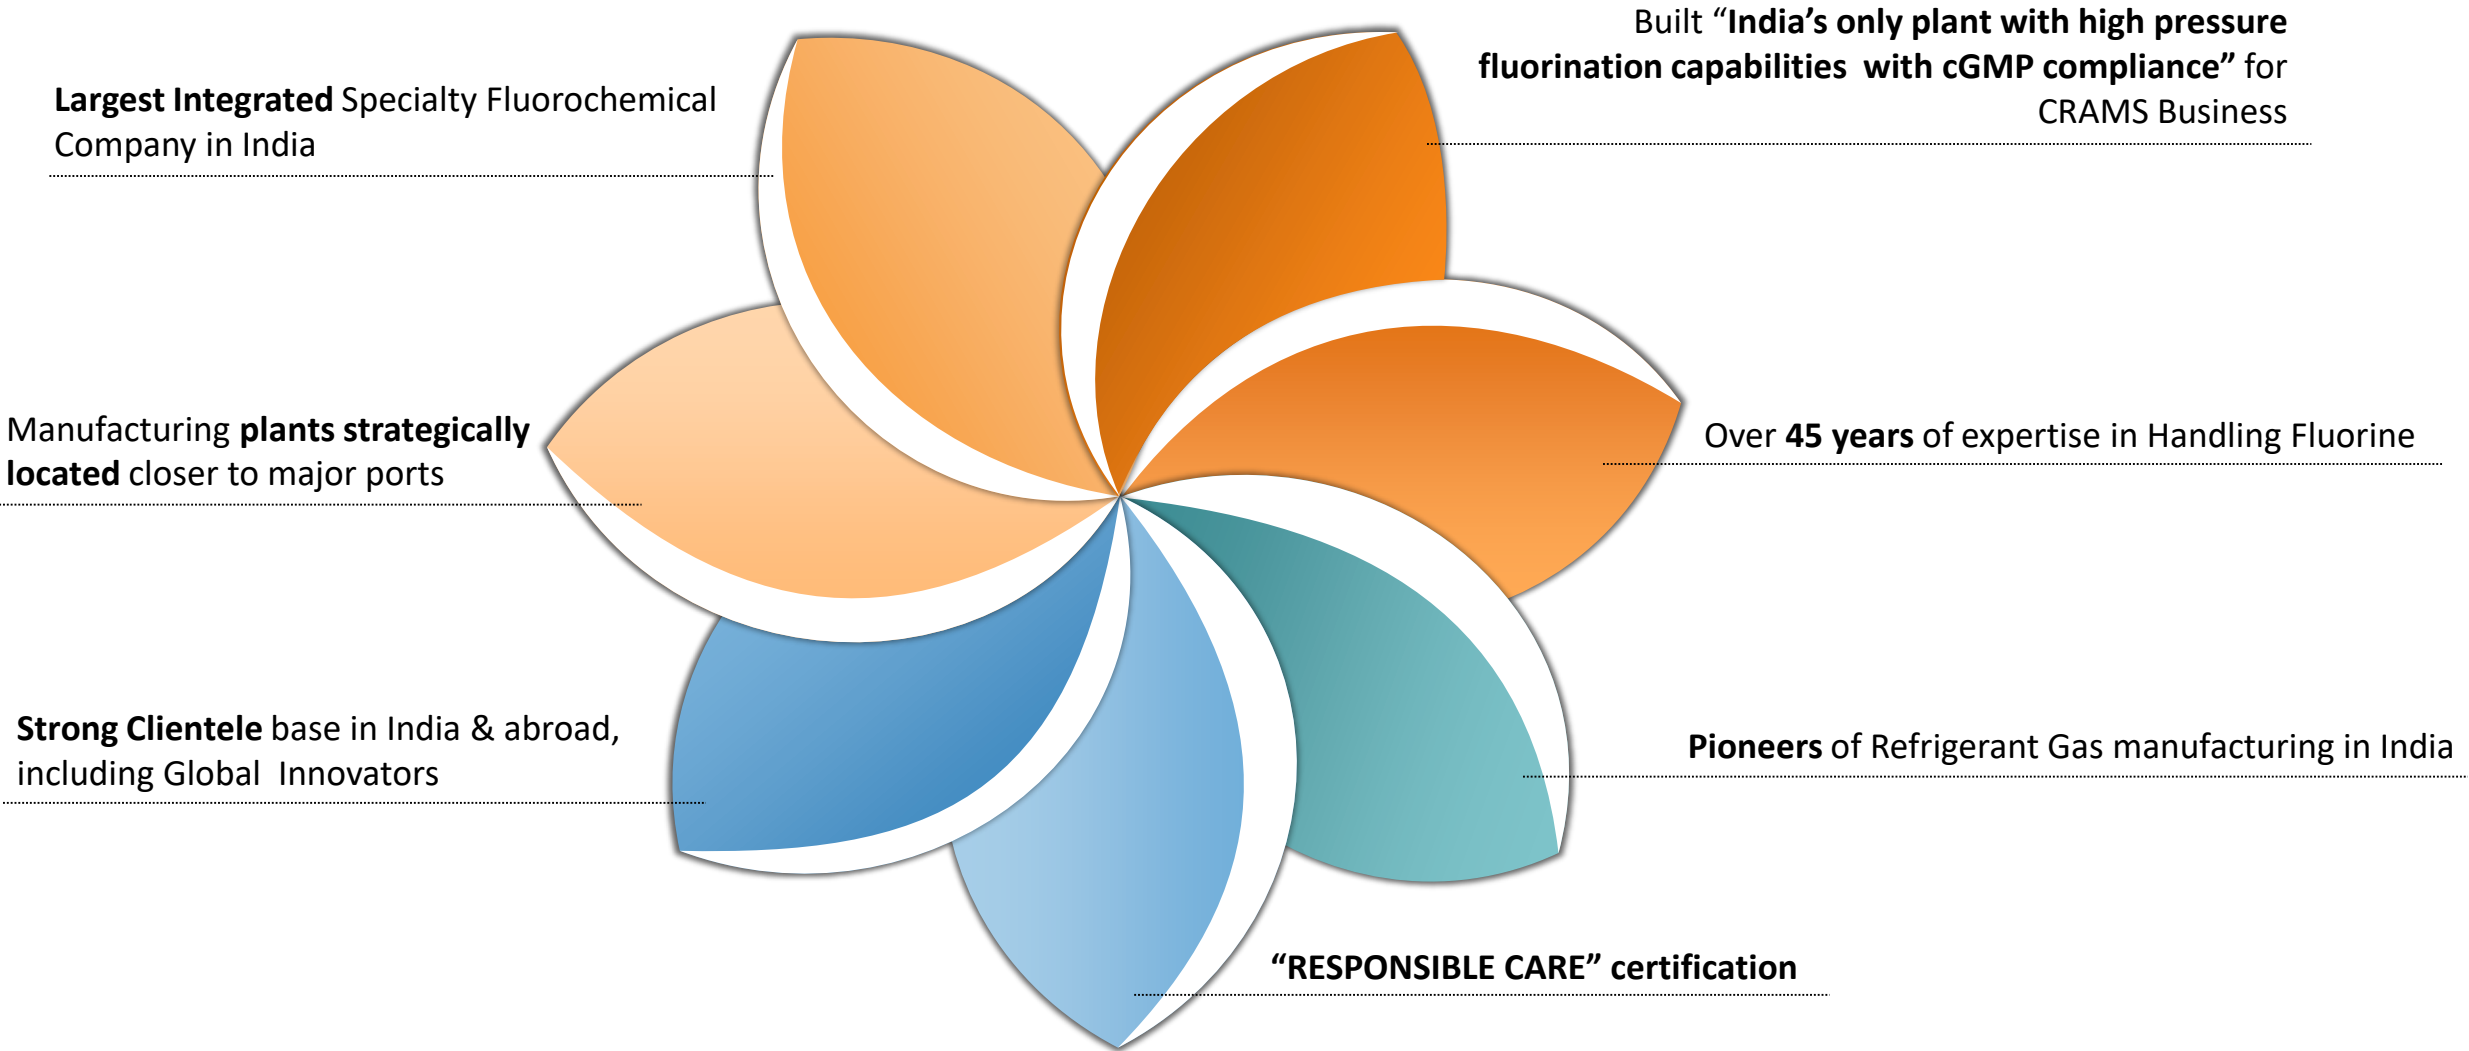 Largest Integrated Specialty Fluorochemical
Company in India
Built “India’s only plant with high pressure
fluorination capabilities  with cGMP compliance” for
CRAMS Business
Manufacturing plants strategically
located closer to major ports
Over 45 years of expertise in Handling Fluorine
Strong Clientele base in India & abroad,
including Global  Innovators
Pioneers of Refrigerant Gas manufacturing in India
“RESPONSIBLE CARE” certification